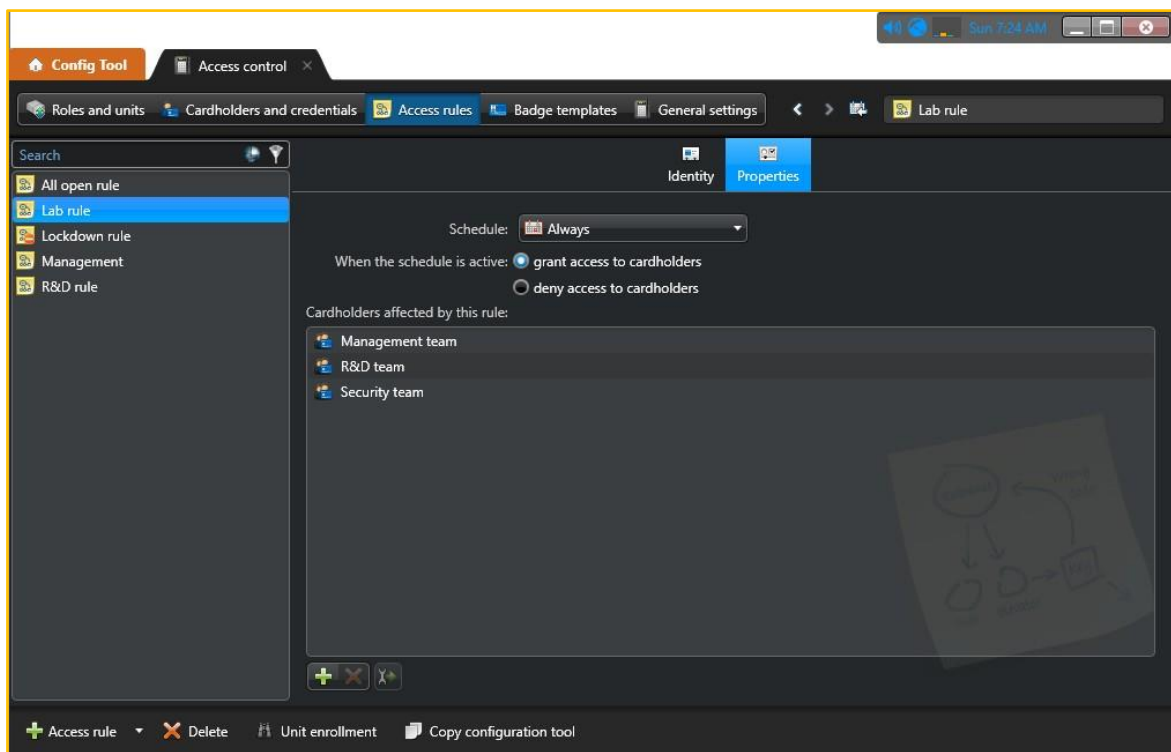 Sun 7:24 AM
Config Tool Access control
Roles and units Cardholders and credentials Access rules Badge templates General settings Lab rule
Search
Identity Properties
All open rule
Lab rule
Lockdown rule
Management
R&D rule
Schedule: Always
When the schedule is active: grant access to cardholders
deny access to cardholders
Cardholders affected by this rule:
Management team
R&D team
Security team
Access rule Delete Unit enrollment Copy configuration tool